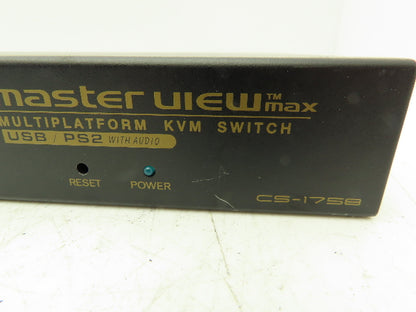 master view™ max
MULTIPLATFORM KVM SWITCH
USB / PS2 WITH AUDIO
RESET
POWER
CS-1758